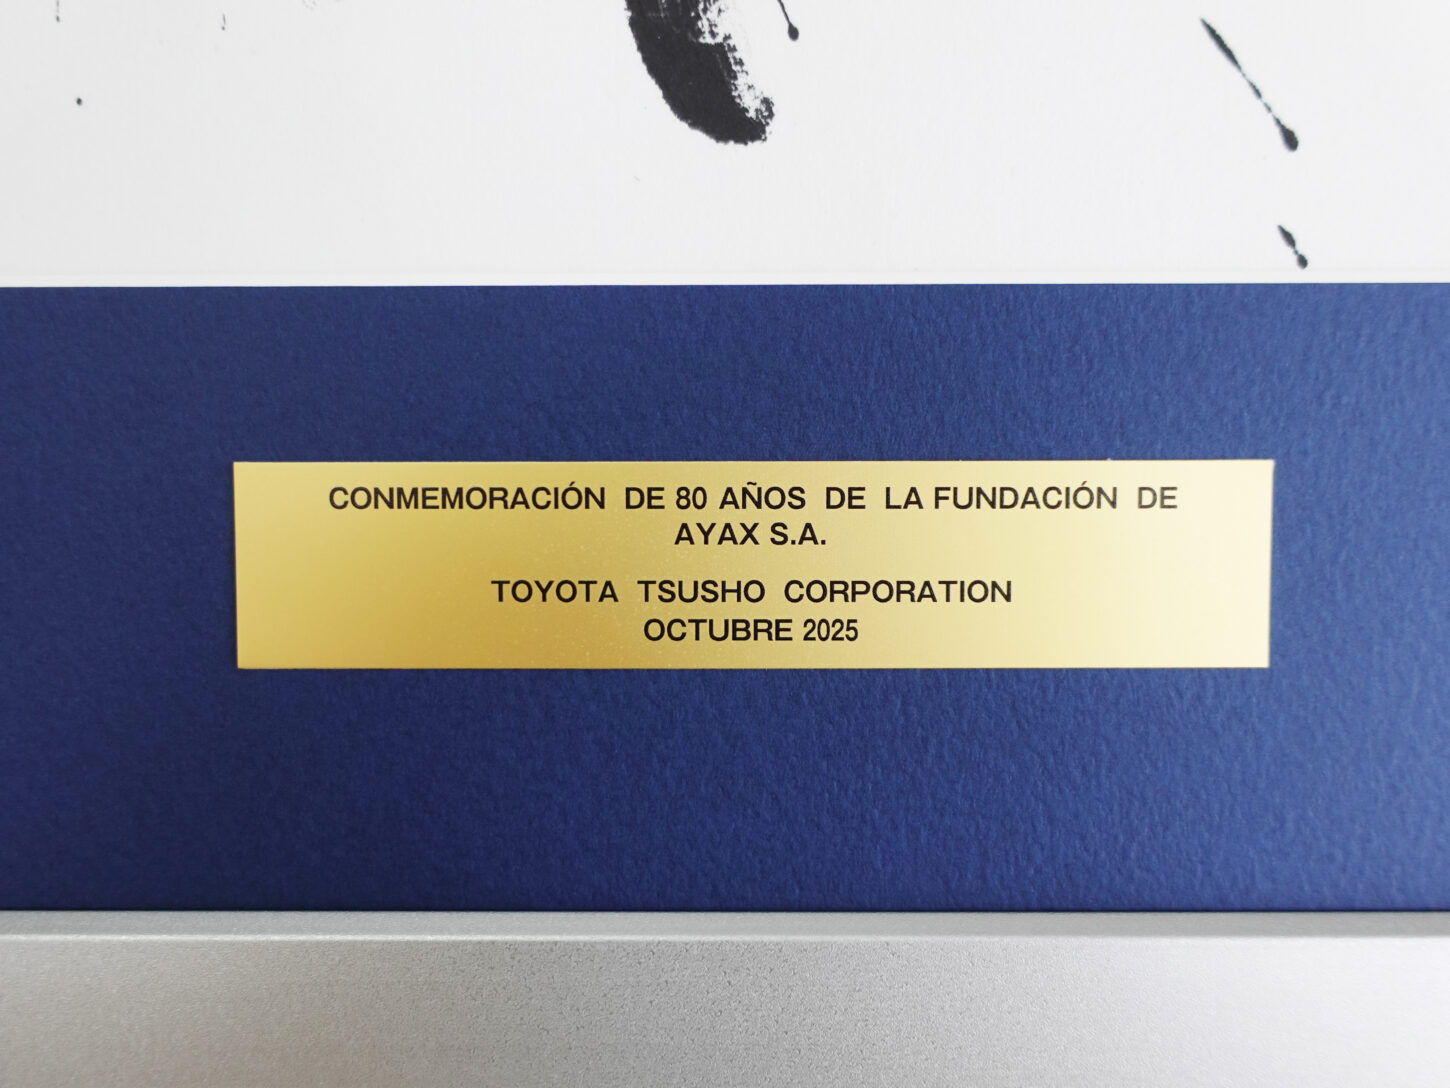 CONMEMORACIÓN DE 80 AÑOS DE LA FUNDACIÓN DE
AYAX S.A.
TOYOTA TSUSHO CORPORATION
OCTUBRE 2025